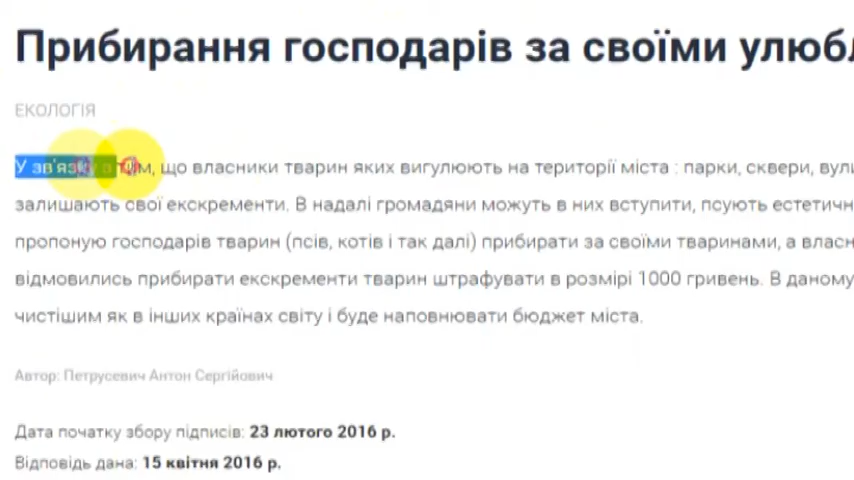 Прибирання господарів за своїми улюбл
ЕКОЛОГІЯ
У зв'язку з тим, що власники тварин яких вигулюють на території міста : парки, сквери, вули
залишають свої екскременти. В надалі громадяни можуть в них вступити, псують естетичн
пропоную господарів тварин (псів, котів і так далі) прибирати за своїми тваринами, а власн
відмовились прибирати екскременти тварин штрафувати в розмірі 1000 гривень. В даному
чистішим як в інших країнах світу і буде наповнювати бюджет міста.
Автор: Петрусевич Антон Сергійович
Дата початку збору підписів: 23 лютого 2016 р.
Відповідь дана: 15 квітня 2016 р.